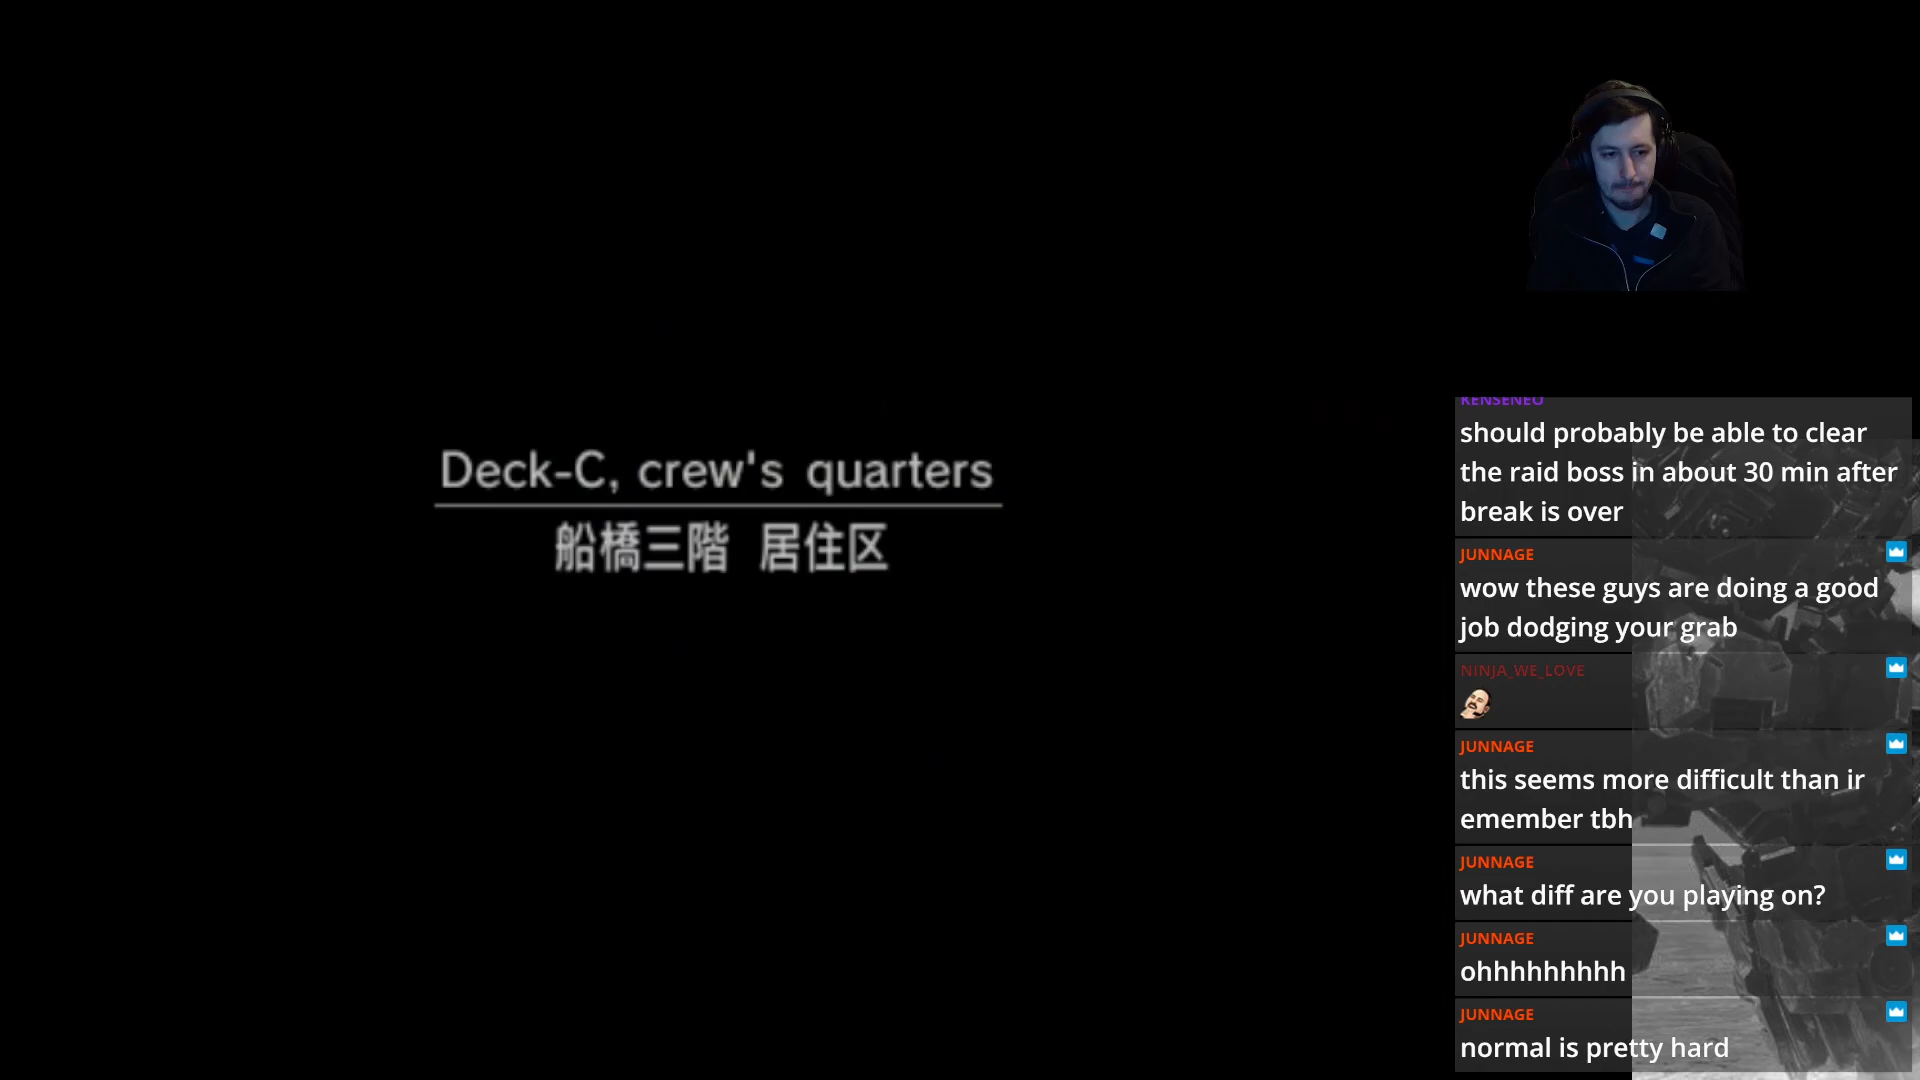 Deck-C, crew's quarters
船橋三階 居住区
KENSENEO
should probably be able to clear
the raid boss in about 30 min after
break is over
JUNNAGE
wow these guys are doing a good
job dodging your grab
NINJA_WE_LOVE
JUNNAGE
this seems more difficult than ir
emember tbh
JUNNAGE
what diff are you playing on?
JUNNAGE
ohhhhhhhhh
JUNNAGE
normal is pretty hard